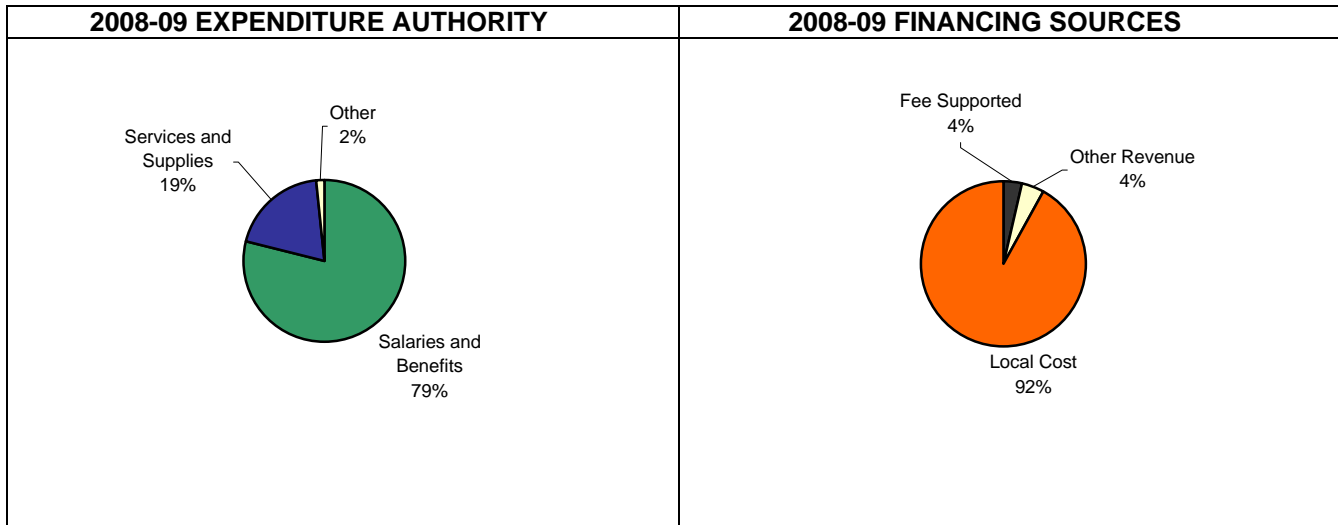 2008-09 EXPENDITURE AUTHORITY
Other
2%
Services and
Supplies
19%
Salaries and
Benefits
79%
2008-09 FINANCING SOURCES
Fee Supported
4%
Other Revenue
4%
Local Cost
92%